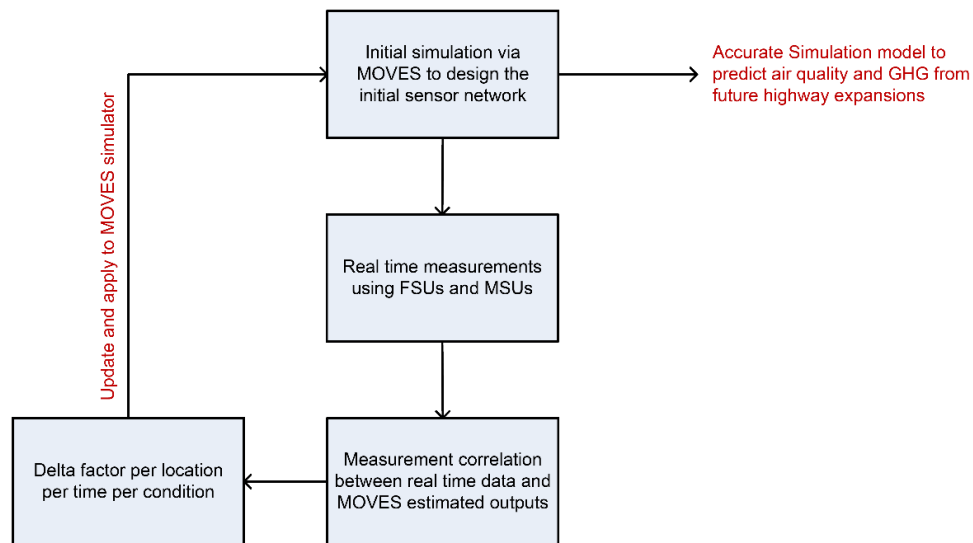 Initial simulation via
MOVES to design the
initial sensor network
Accurate Simulation model to
predict air quality and GHG from
future highway expansions
Update and apply to MOVES simulator
Real time measurements
using FSUs and MSUs
Delta factor per location
per time per condition
Measurement correlation
between real time data and
MOVES estimated outputs